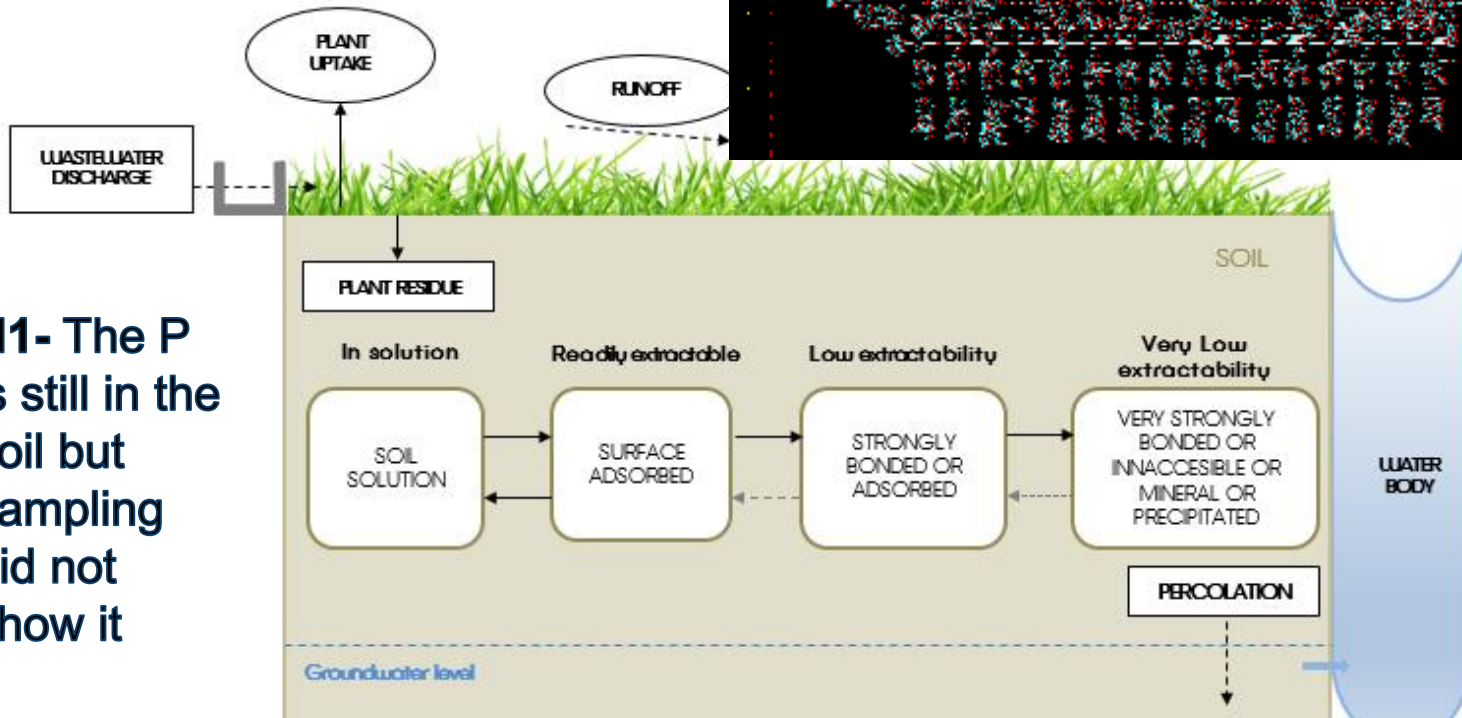 PLANT
UPTAKE
RUNOFF
WASTEWATER
DISCHARGE
SOIL
PLANT RESIDUE
1- The P
s still in the
oil but
ampling
id not
how it
In solution
Readily extractable
Low extractability
Very Low
extractability
SOIL
SOLUTION
SURFACE
ADSORBED
STRONGLY
BONDED OR
ADSORBED
VERY STRONGLY
BONDED OR
INNACCESIBLE OR
MINERAL OR
PRECIPITATED
WATER
BODY
PERCOLATION
Groundwater level